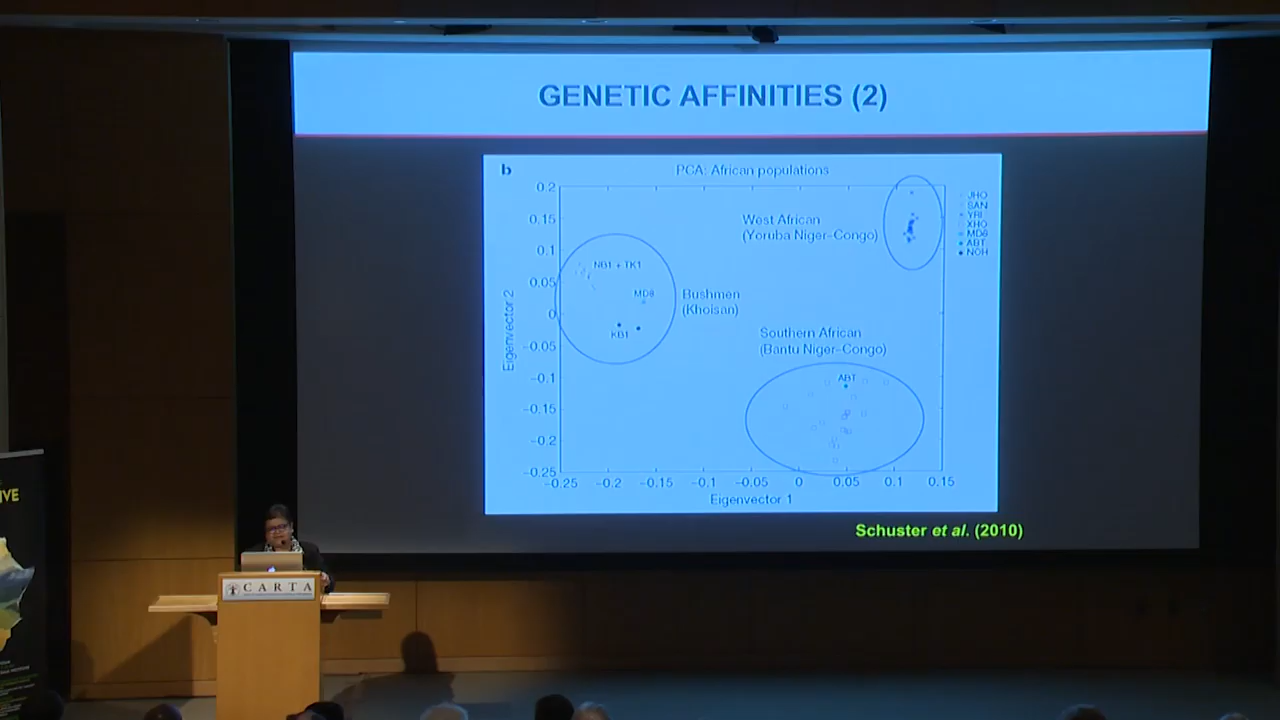 GENETIC AFFINITIES (2)
b
PCA: African populations
0.2
0.15
0.1
0.05
0
−0.05
−0.1
−0.15
−0.2
−0.25
Eigenvector 2
West African
(Yoruba Niger–Congo)
JHO
SAN
YRI
XHO
MD8
ABT
NOH
NB1 + TK1
MD8
KB1
Bushmen
(Khoisan)
Southern African
(Bantu Niger–Congo)
ABT
−0.25 −0.2 −0.15 −0.1 −0.05 0 0.05 0.1 0.15
Eigenvector 1
Schuster et al. (2010)
CARTA